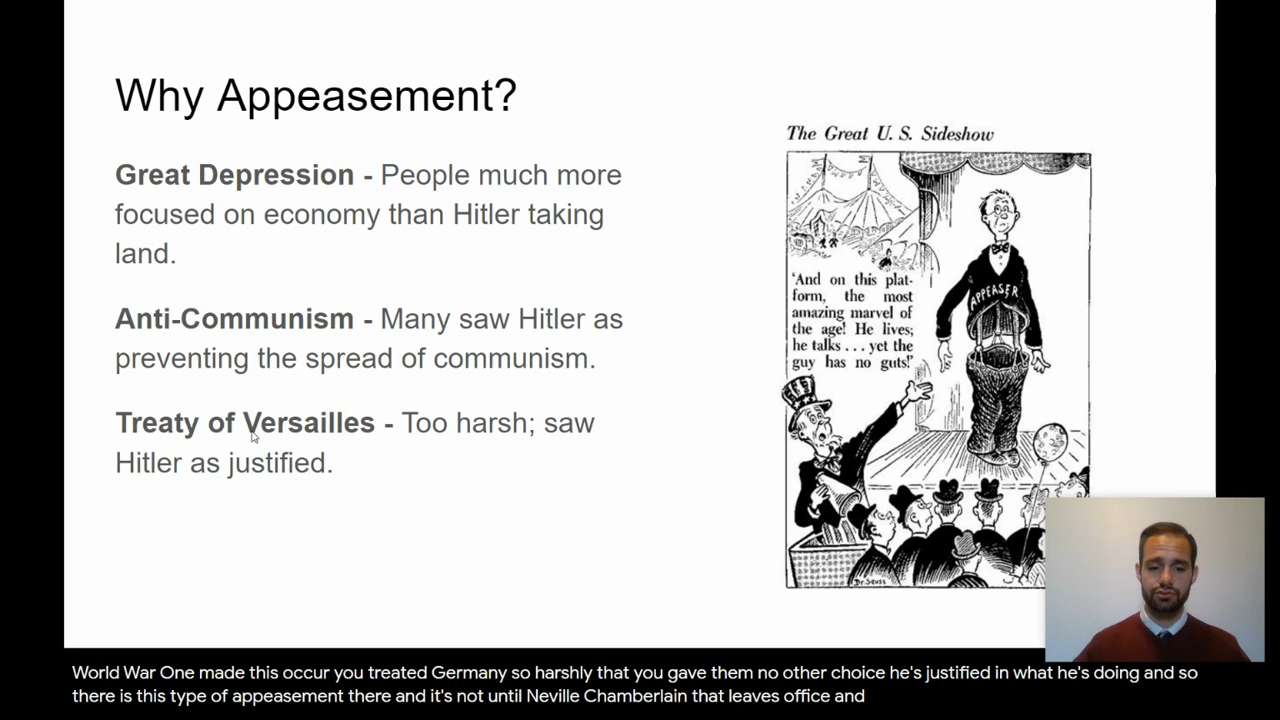 Why Appeasement?
Great Depression - People much more
focused on economy than Hitler taking
land.
Anti-Communism - Many saw Hitler as
preventing the spread of communism.
Treaty of Versailles - Too harsh; saw
Hitler as justified.
The Great U. S. Sideshow
'And on this plat-
form, the most
amazing marvel of
the age! He lives;
he talks . . . yet the
guy has no guts!'
APPEASER
Dr. Seuss
World War One made this occur you treated Germany so harshly that you gave them no other choice he's justified in what he's doing and so
there is this type of appeasement there and it's not until Neville Chamberlain that leaves office and